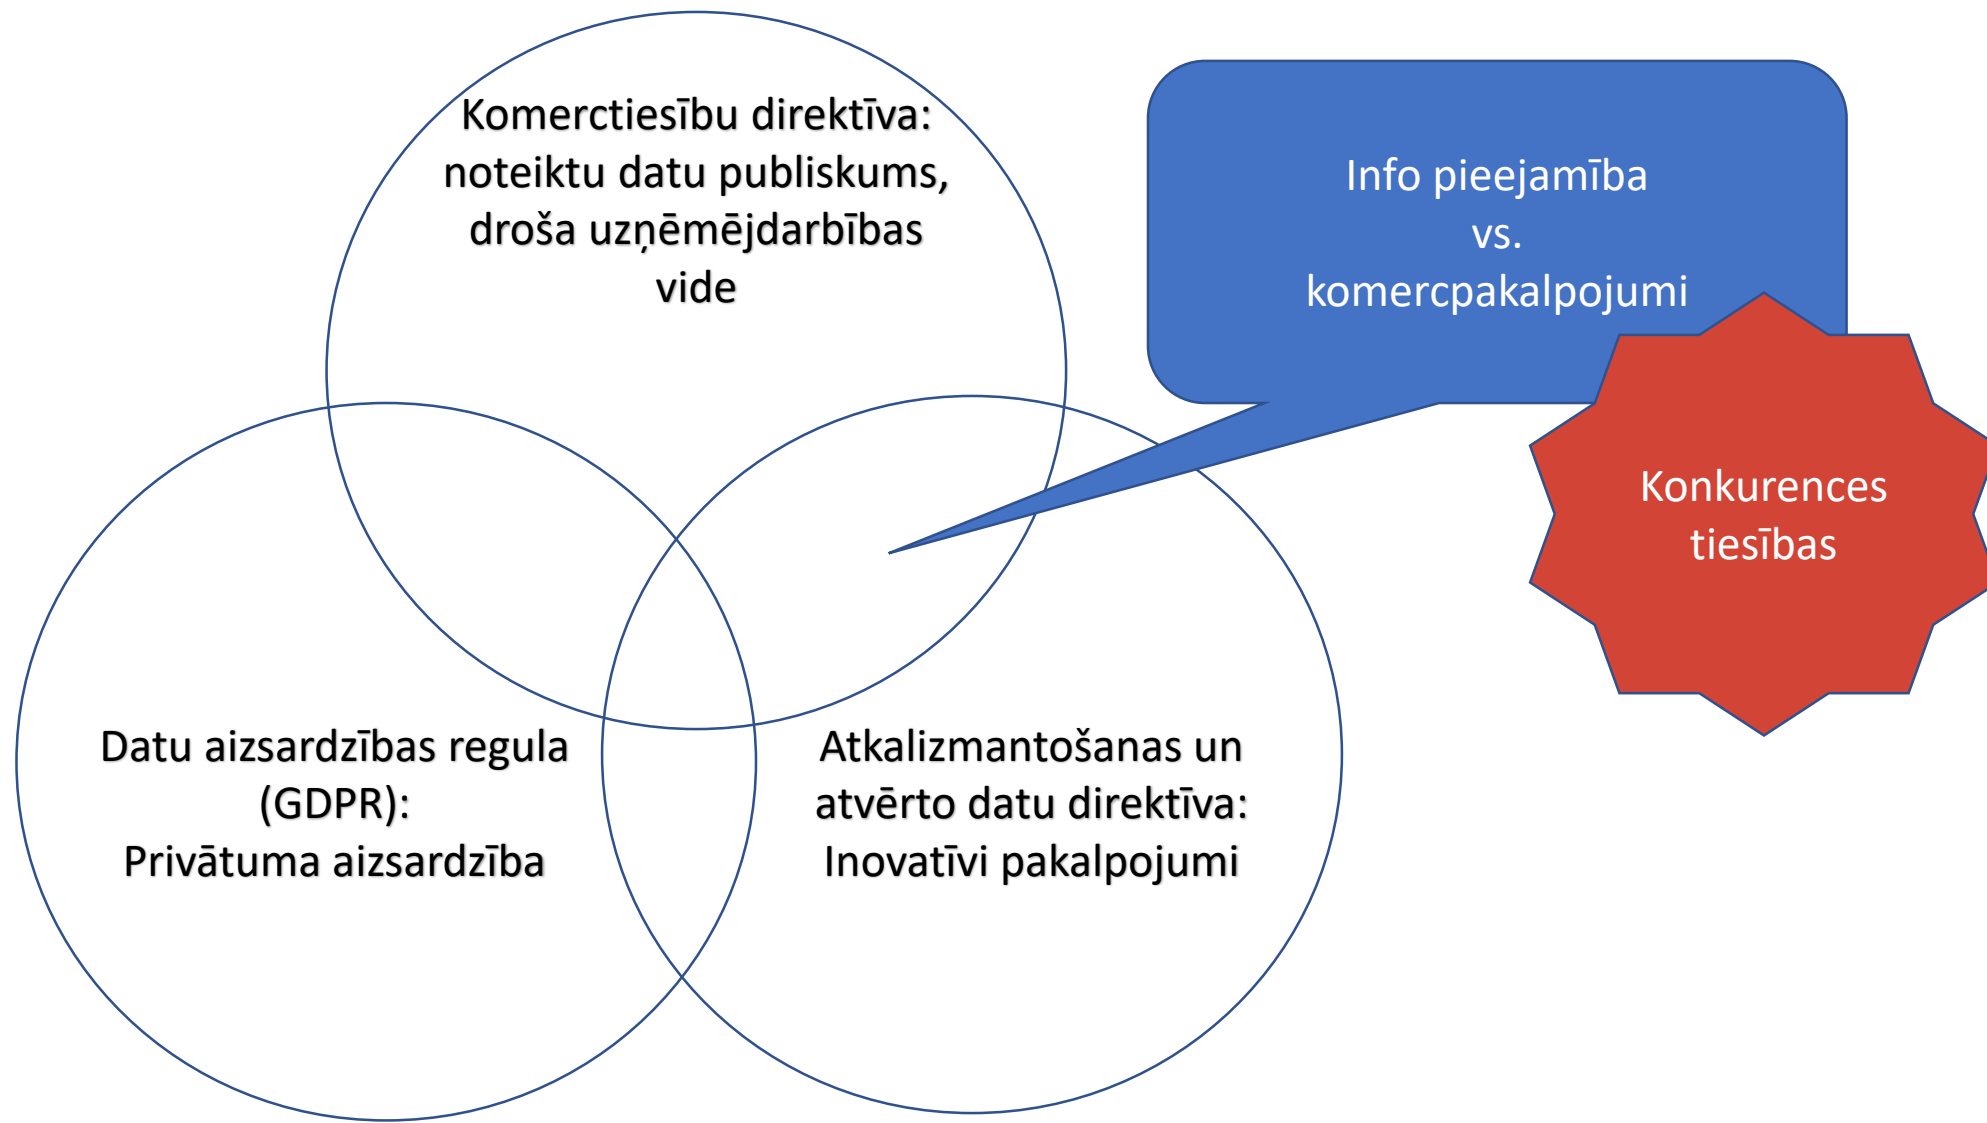 Komerctiesību direktīva:
noteiktu datu publiskums,
droša uzņēmējdarbības
vide
Info pieejamība
vs.
komercpakalpojumi
Konkurences
tiesības
Datu aizsardzības regula
(GDPR):
Privātuma aizsardzība
Atkalizmantošanas un
atvērto datu direktīva:
Inovatīvi pakalpojumi